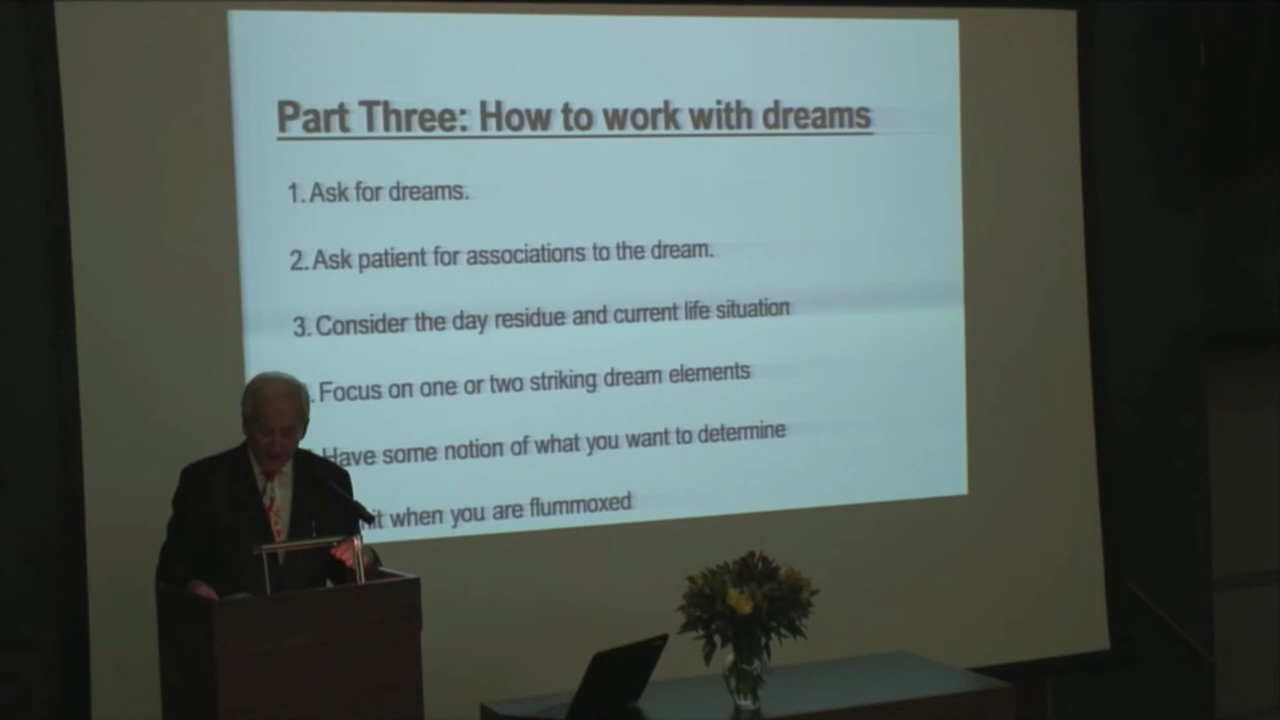 Part Three: How to work with dreams
1. Ask for dreams.
2. Ask patient for associations to the dream.
3. Consider the day residue and current life situation
. Focus on one or two striking dream elements
Have some notion of what you want to determine
it when you are flummoxed